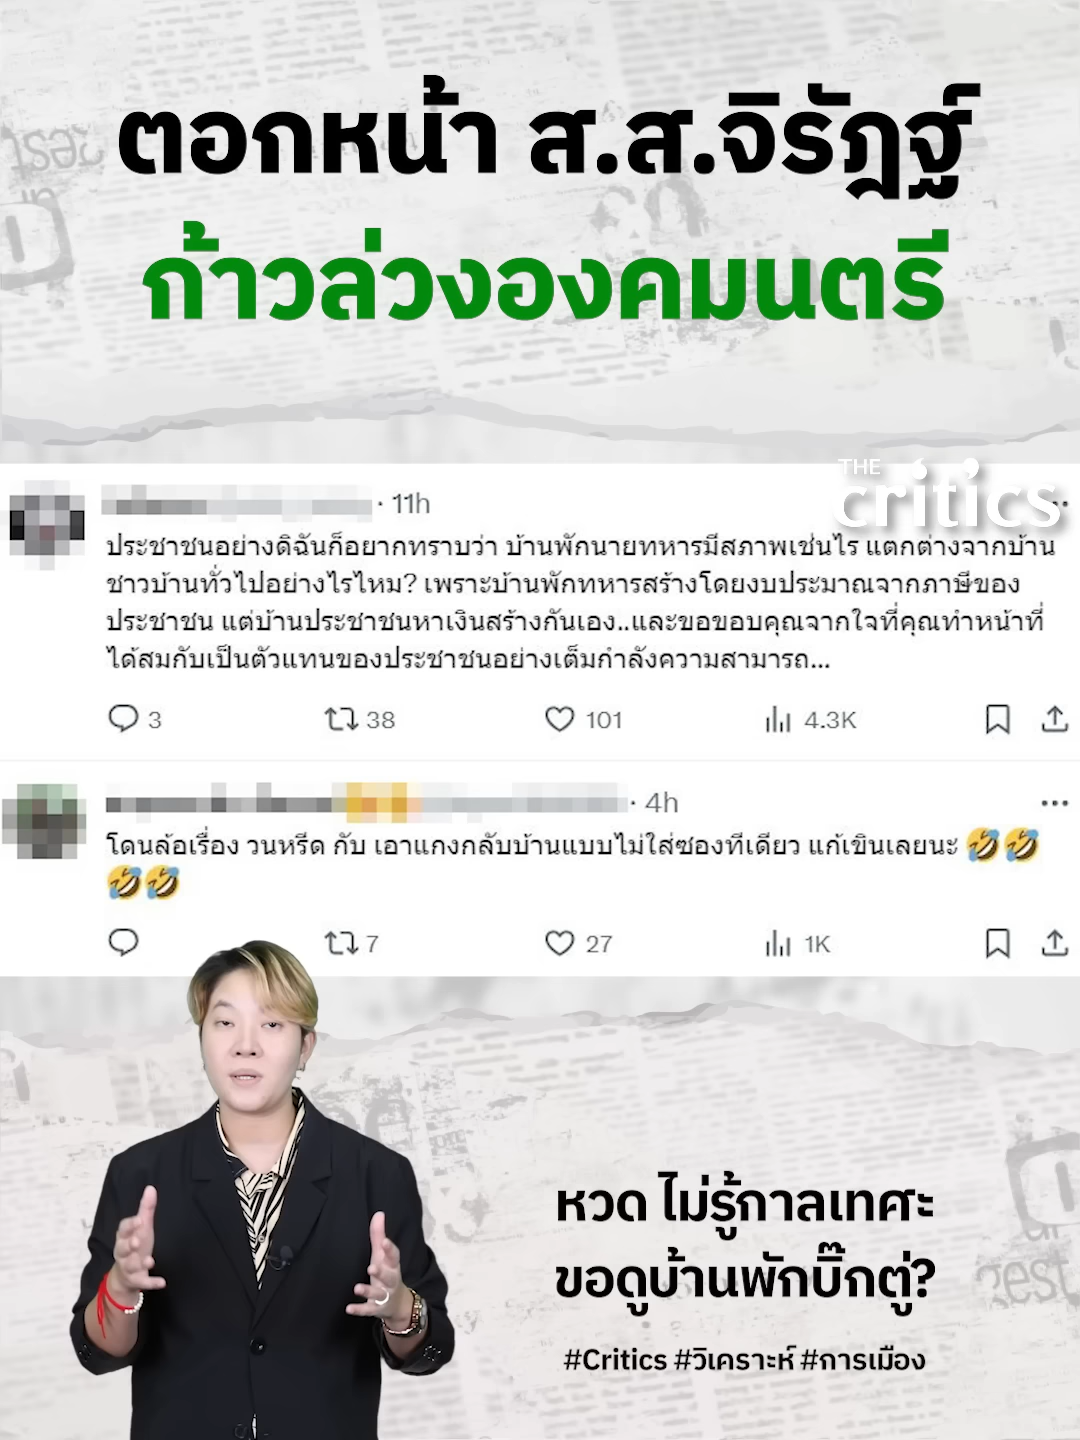 ตอกหน้า ส.ส.จิรัฎฐ์
ก้าวล่วงองคมนตรี
THE
critics
· 11h
ประชาชนอย่างดิฉันก็อยากทราบว่า บ้านพักนายทหารมีสภาพเช่นไร แตกต่างจากบ้าน
ชาวบ้านทั่วไปอย่างไรไหม? เพราะบ้านพักทหารสร้างโดยงบประมาณจากภาษีของ
ประชาชน แต่บ้านประชาชนหาเงินสร้างกันเอง..และขอขอบคุณจากใจที่คุณทำหน้าที่
ได้สมกับเป็นตัวแทนของประชาชนอย่างเต็มกำลังความสามารถ...
3 38 101 4.3K
· 4h
โดนล้อเรื่อง วนหรีด กับ เอาแกงกลับบ้านแบบไม่ใส่ซองทีเดียว แก้เขินเลยนะ 🤣🤣
🤣🤣
7 27 1K
หวด ไม่รู้กาลเทศะ
ขอดูบ้านพักบิ๊กตู่?
#Critics #วิเคราะห์ #การเมือง